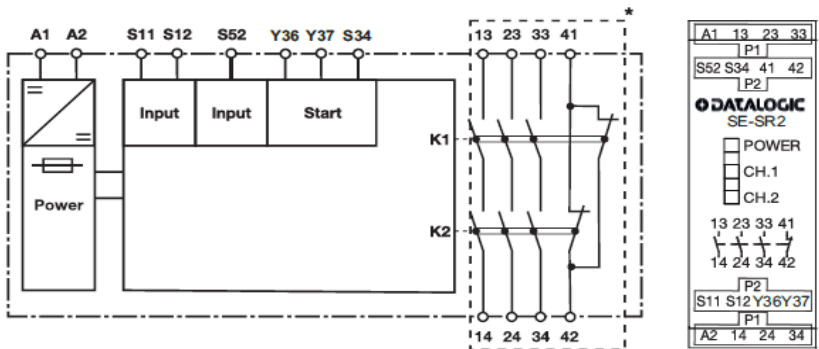 *
A1 A2 S11 S12 S52 Y36 Y37 S34 13 23 33 41
Input Input Start
K1
Power
K2
14 24 34 42
A1 13 23 33
P1
S52 S34 41 42
P2
DATALOGIC
SE-SR2
POWER
CH.1
CH.2
13 23 33 41
14 24 34 42
P2
S11 S12 Y36 Y37
P1
A2 14 24 34